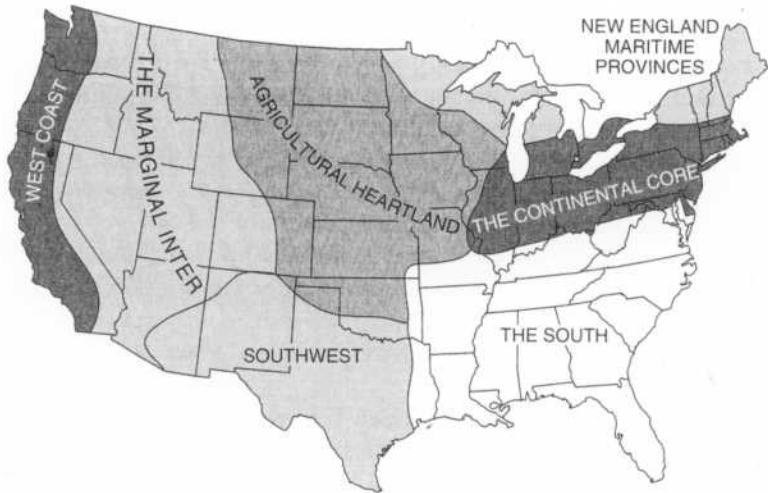 NEW ENGLAND
MARITIME
PROVINCES
WEST COAST
THE MARGINAL INTER
AGRICULTURAL HEARTLAND
THE CONTINENTAL CORE
SOUTHWEST
THE SOUTH